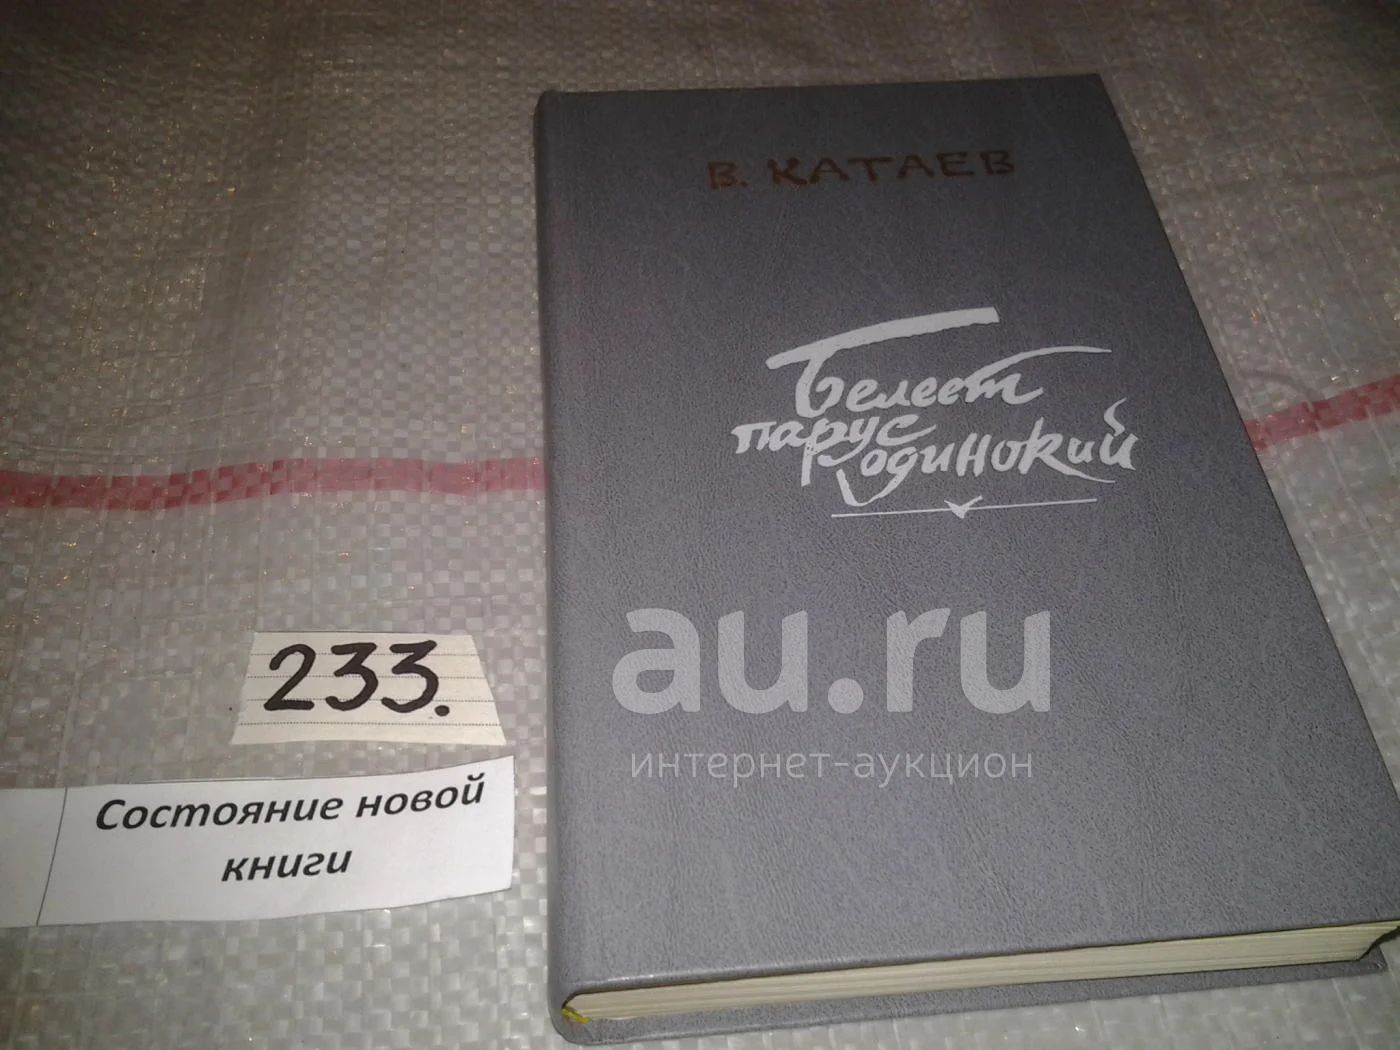 В. КАТАЕВ
Белеет
парус
одинокий
au.ru
интернет-аукцион
233.
Состояние новой
книги